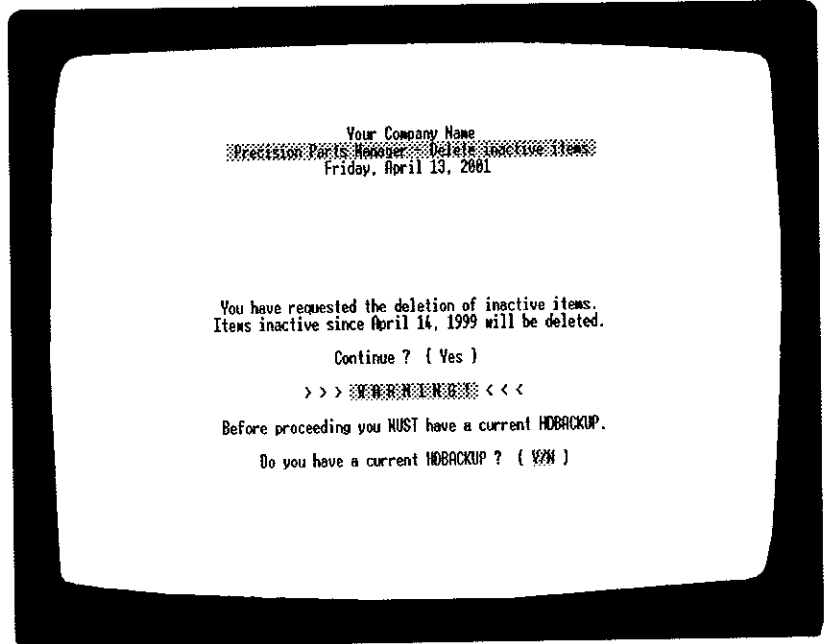 Your Company Name
Precision Parts Manager - Delete inactive items
Friday, April 13, 2001
You have requested the deletion of inactive items.
Items inactive since April 14, 1999 will be deleted.
Continue ? ( Yes )
> > > W A R N I N G ! < < <
Before proceeding you MUST have a current HDBACKUP.
Do you have a current HDBACKUP ? ( Y/N )